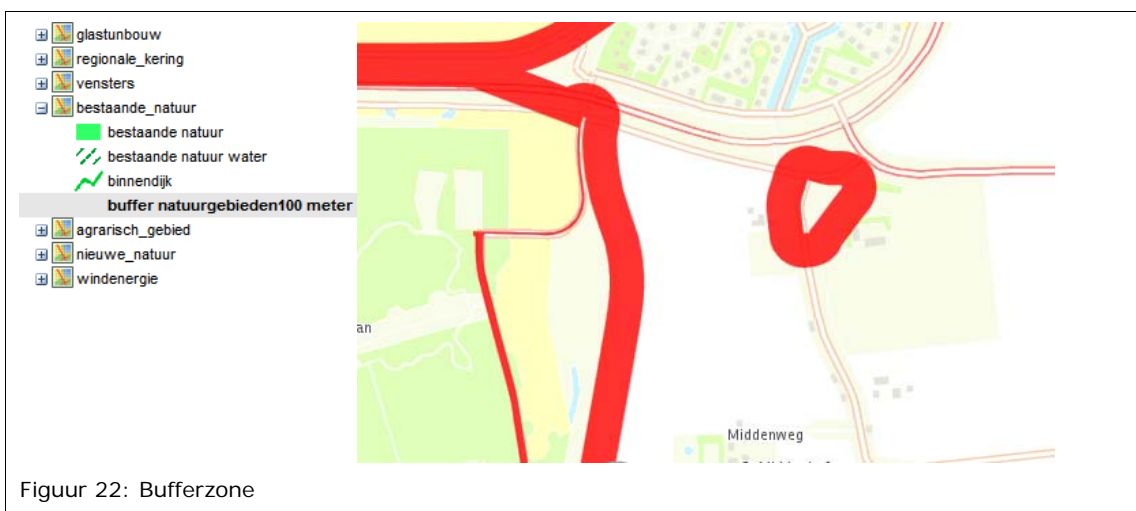 glastunbouw
regionale_kering
vensters
bestaande_natuur
bestaande natuur
bestaande natuur water
binnendijk
buffer natuurgebieden100 meter
agrarisch_gebied
nieuwe_natuur
windenergie
an
Middenweg
Figuur 22: Bufferzone